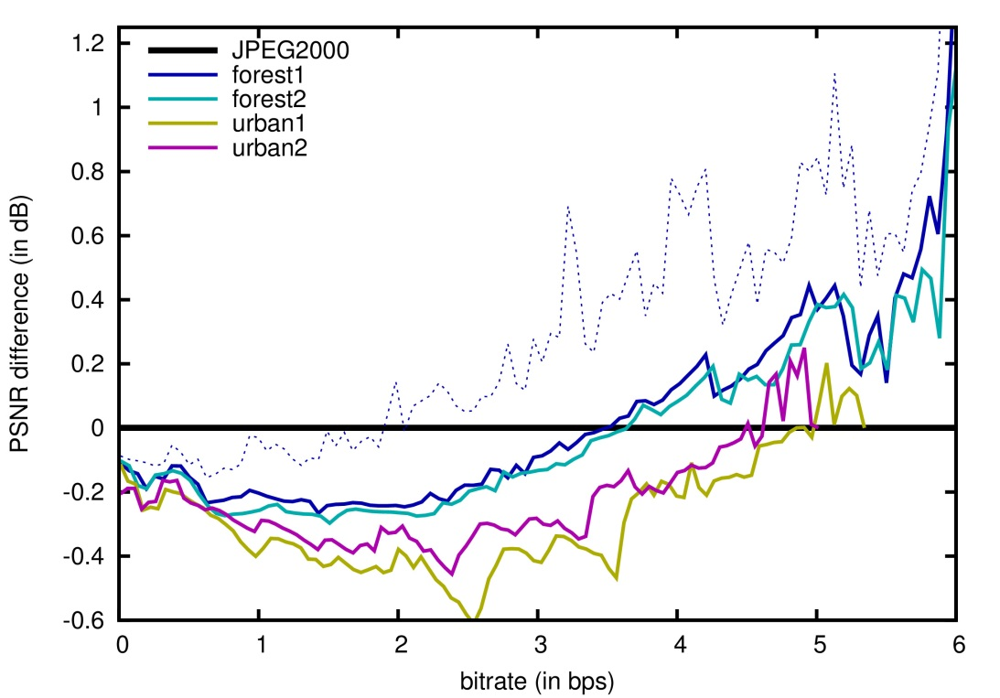 1.2
1
0.8
0.6
0.4
0.2
0
-0.2
-0.4
-0.6
PSNR difference (in dB)
JPEG2000
forest1
forest2
urban1
urban2
0 1 2 3 4 5 6
bitrate (in bps)